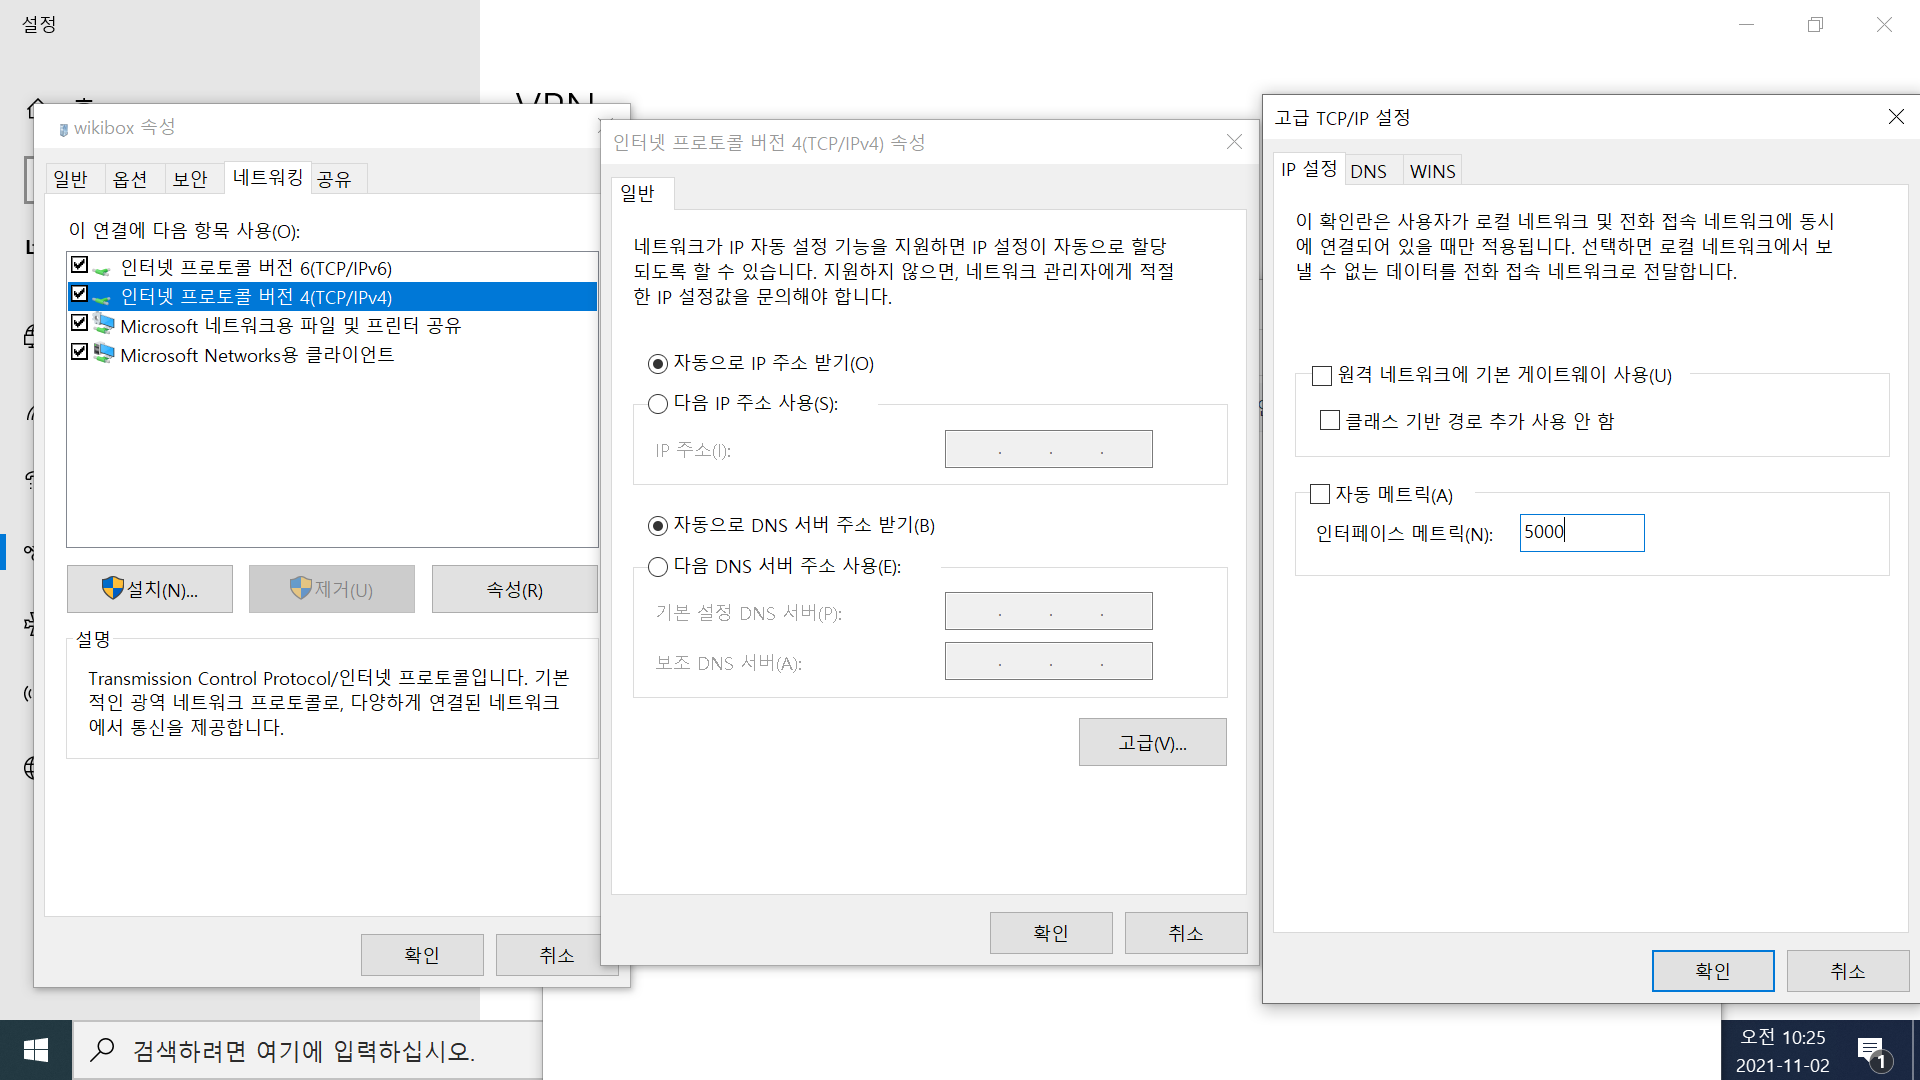 설정
VPN
wikibox 속성
일반
옵션
보안
네트워킹
공유
이 연결에 다음 항목 사용(O):
인터넷 프로토콜 버전 6(TCP/IPv6)
인터넷 프로토콜 버전 4(TCP/IPv4)
Microsoft 네트워크용 파일 및 프린터 공유
Microsoft Networks용 클라이언트
설치(N)...
제거(U)
속성(R)
설명
Transmission Control Protocol/인터넷 프로토콜입니다. 기본
적인 광역 네트워크 프로토콜로, 다양하게 연결된 네트워크
에서 통신을 제공합니다.
확인
취소
인터넷 프로토콜 버전 4(TCP/IPv4) 속성
일반
네트워크가 IP 자동 설정 기능을 지원하면 IP 설정이 자동으로 할당
되도록 할 수 있습니다. 지원하지 않으면, 네트워크 관리자에게 적절
한 IP 설정값을 문의해야 합니다.
자동으로 IP 주소 받기(O)
다음 IP 주소 사용(S):
IP 주소(I):
자동으로 DNS 서버 주소 받기(B)
다음 DNS 서버 주소 사용(E):
기본 설정 DNS 서버(P):
보조 DNS 서버(A):
고급(V)...
확인
취소
고급 TCP/IP 설정
IP 설정
DNS
WINS
이 확인란은 사용자가 로컬 네트워크 및 전화 접속 네트워크에 동시
에 연결되어 있을 때만 적용됩니다. 선택하면 로컬 네트워크에서 보
낼 수 없는 데이터를 전화 접속 네트워크로 전달합니다.
원격 네트워크에 기본 게이트웨이 사용(U)
클래스 기반 경로 추가 사용 안 함
자동 메트릭(A)
인터페이스 메트릭(N):
5000
확인
취소
검색하려면 여기에 입력하십시오.
오전 10:25
2021-11-02
1